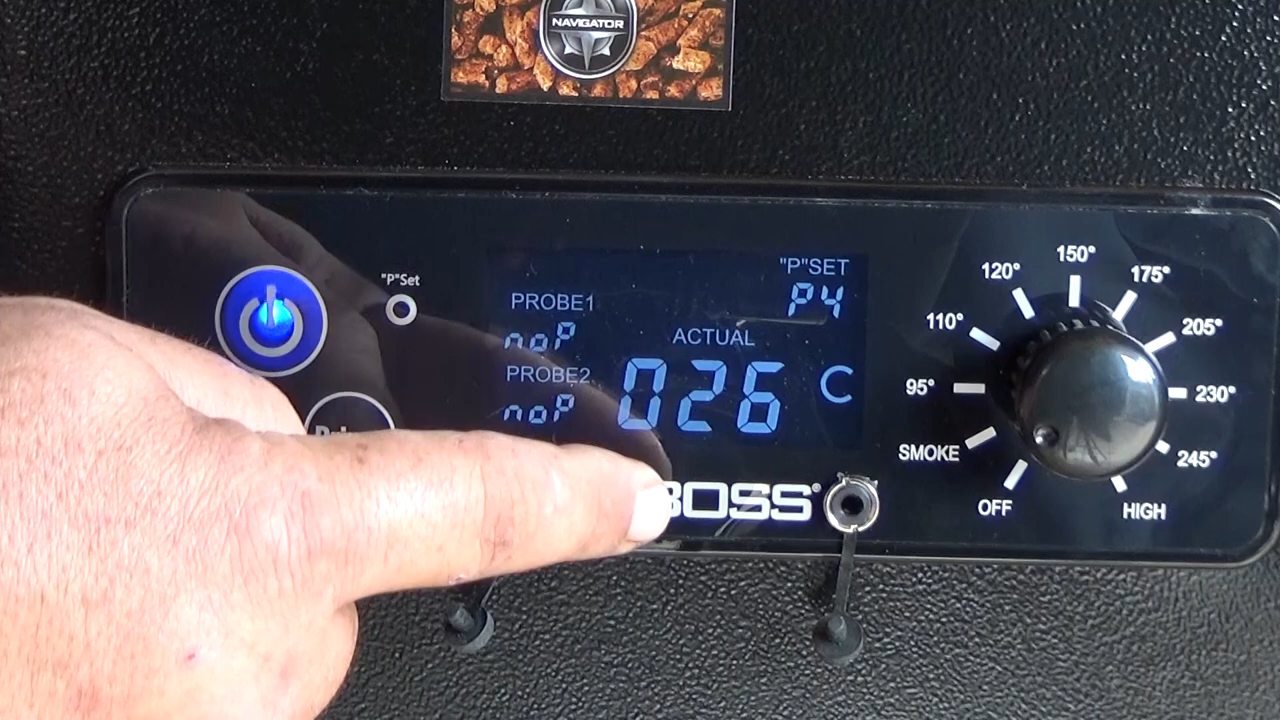 NAVIGATOR
"P"Set
PROBE1
noP
PROBE2
noP
"P"SET
P4
ACTUAL
026 C
BOSS®
OFF
SMOKE
95°
110°
120°
150°
175°
205°
230°
245°
HIGH